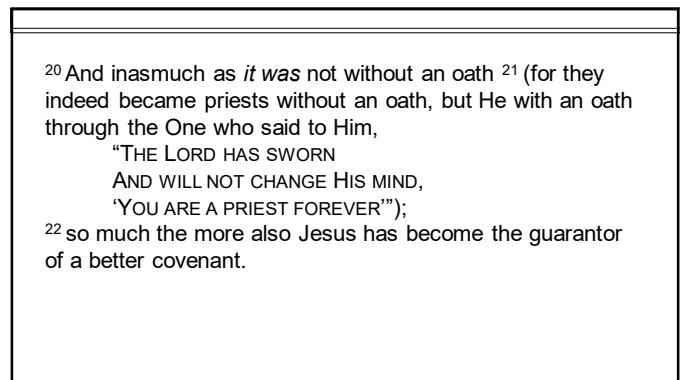 20 And inasmuch as it was not without an oath 21 (for they
indeed became priests without an oath, but He with an oath
through the One who said to Him,
“THE LORD HAS SWORN
AND WILL NOT CHANGE HIS MIND,
‘YOU ARE A PRIEST FOREVER’”);
22 so much the more also Jesus has become the guarantor
of a better covenant.